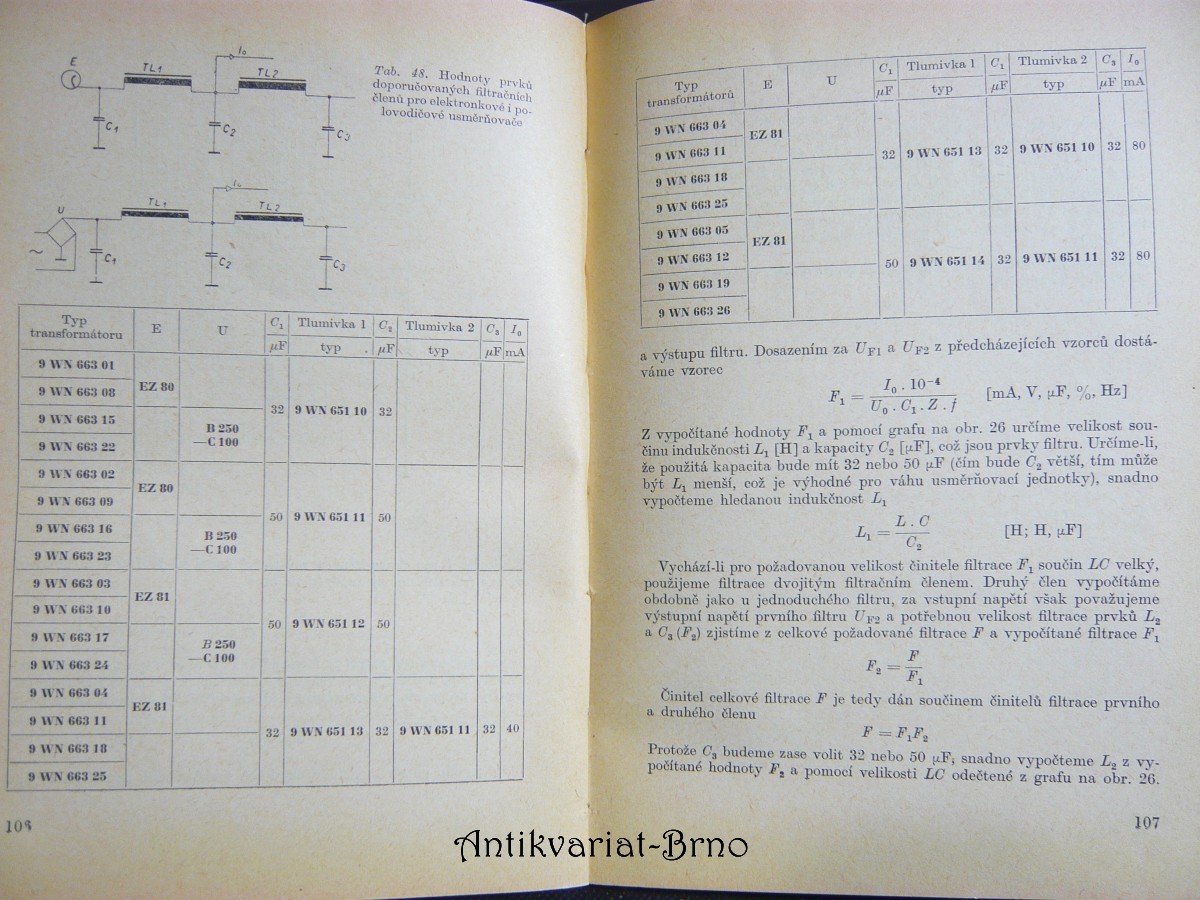 E TL1 I₀ TL2
C1 C2 C3
Tab. 48. Hodnoty prvků
doporučovaných filtračních
členů pro elektronkové i po-
lovodičové usměrňovače
U TL1 I₀ TL2
~ C1 C2 C3
Typ transformátoru E U C₁ μF Tlumivka 1 typ C₂ μF Tlumivka 2 typ C₃ μF I₀ mA
9 WN 663 01
9 WN 663 08
EZ 80
9 WN 663 15
9 WN 663 22
B 250
—C 100
32 9 WN 651 10 32
9 WN 663 02
9 WN 663 09
EZ 80
9 WN 663 16
9 WN 663 23
B 250
—C 100
50 9 WN 651 11 50
9 WN 663 03
9 WN 663 10
EZ 81
9 WN 663 17
9 WN 663 24
B 250
—C 100
50 9 WN 651 12 50
9 WN 663 04
9 WN 663 11
EZ 81
9 WN 663 18
9 WN 663 25
32 9 WN 651 13 32 9 WN 651 11 32 40
Typ transformátorů E U C₁ μF Tlumivka 1 typ C₁ μF Tlumivka 2 typ C₃ μF I₀ mA
9 WN 663 04
9 WN 663 11
EZ 81
9 WN 663 18
9 WN 663 25
32 9 WN 651 13 32 9 WN 651 10 32 80
9 WN 663 05
9 WN 663 12
EZ 81
9 WN 663 19
9 WN 663 26
50 9 WN 651 14 32 9 WN 651 11 32 80
a výstupu filtru. Dosazením za U_F1 a U_F2 z předcházejících vzorců dostá-
váme vzorec
F₁ = I₀ . 10⁻⁴ / U₀ . C₁ . Z . f [mA, V, μF, %, Hz]
Z vypočítané hodnoty F₁ a pomocí grafu na obr. 26 určíme velikost sou-
činu indukčnosti L₁ [H] a kapacity C₂ [μF], což jsou prvky filtru. Určíme-li,
že použitá kapacita bude mít 32 nebo 50 μF (čím bude C₂ větší, tím může
být L₁ menší, což je výhodné pro váhu usměrňovací jednotky), snadno
vypočteme hledanou indukčnost L₁
L₁ = L . C / C₂ [H; H, μF]
Vychází-li pro požadovanou velikost činitele filtrace F₁ součin LC velký,
použijeme filtrace dvojitým filtračním členem. Druhý člen vypočítáme
obdobně jako u jednoduchého filtru, za vstupní napětí však považujeme
výstupní napětí prvního filtru U_F2 a potřebnou velikost filtrace prvků L₂
a C₃ (F₂) zjistíme z celkové požadované filtrace F a vypočítané filtrace F₁
F₂ = F / F₁
Činitel celkové filtrace F je tedy dán součinem činitelů filtrace prvního
a druhého členu
F = F₁F₂
Protože C₃ budeme zase volit 32 nebo 50 μF, snadno vypočteme L₂ z vy-
počítané hodnoty F₂ a pomocí velikosti LC odečtené z grafu na obr. 26.
107
Antikvariat-Brno